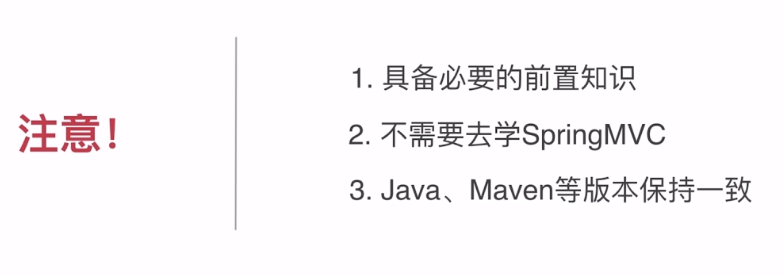 注意!
1. 具备必要的前置知识
2. 不需要去学SpringMVC
3. Java、Maven等版本保持一致